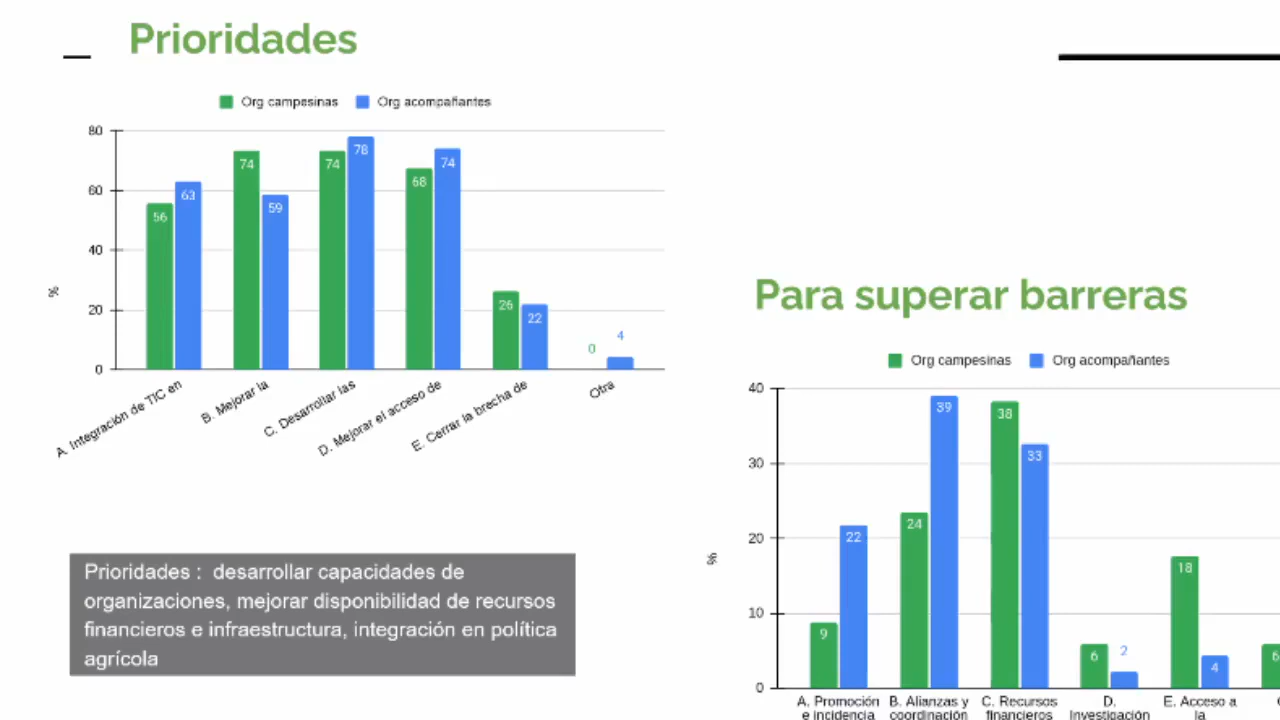 Prioridades
Org campesinas
Org acompañantes
80
60
40
20
0
%
56
63
74
59
74
78
68
74
26
22
0
4
A. Integración de TIC en
B. Mejorar la
C. Desarrollar las
D. Mejorar el acceso de
E. Cerrar la brecha de
Otra
Prioridades : desarrollar capacidades de
organizaciones, mejorar disponibilidad de recursos
financieros e infraestructura, integración en política
agrícola
Para superar barreras
Org campesinas
Org acompañantes
40
30
20
10
0
%
9
22
24
39
38
33
6
2
18
4
6
A. Promoción
e incidencia
B. Alianzas y
coordinación
C. Recursos
financieros
D.
Investigación
E. Acceso a
la